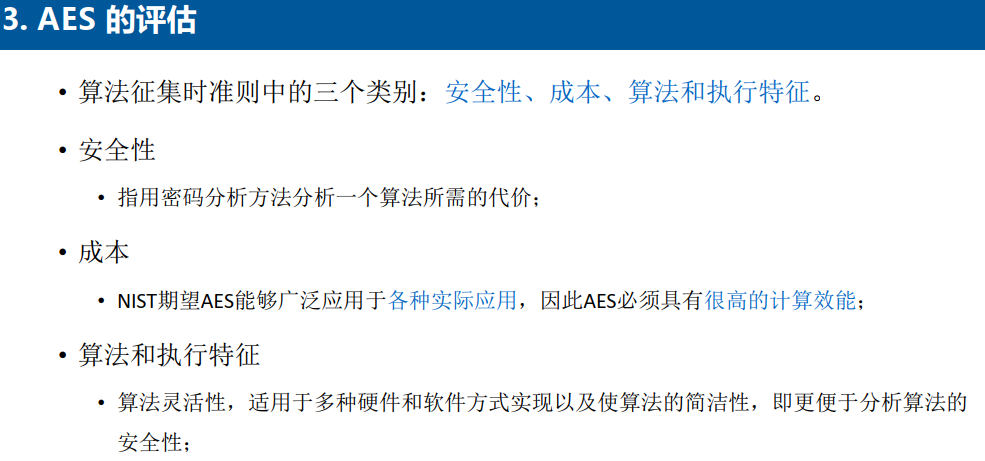 3. AES 的评估
• 算法征集时准则中的三个类别：安全性、成本、算法和执行特征。
• 安全性
• 指用密码分析方法分析一个算法所需的代价；
• 成本
• NIST期望AES能够广泛应用于各种实际应用，因此AES必须具有很高的计算效能；
• 算法和执行特征
• 算法灵活性，适用于多种硬件和软件方式实现以及使算法的简洁性，即更便于分析算法的
安全性；